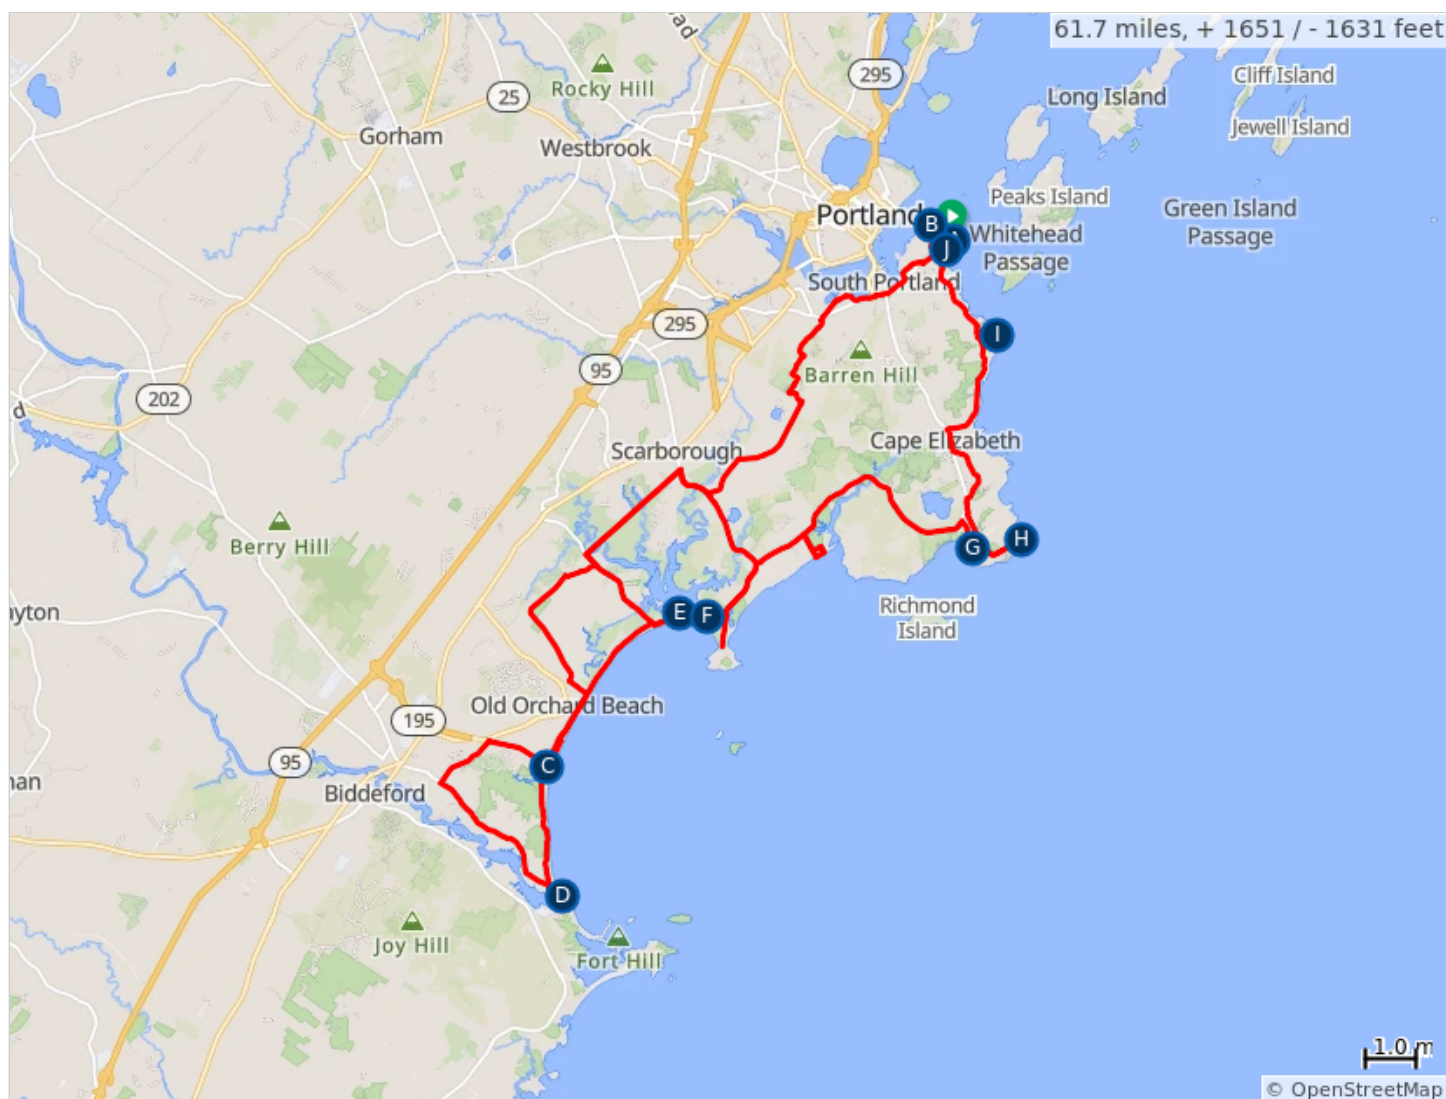 61.7 miles, + 1651 / - 1631 feet
295
Cliff Island
Rocky Hill
25
Long Island
Jewell Island
Gorham
Westbrook
Peaks Island
Portland
B
Green Island
Passage
Whitehead
Passage
J
South Portland
295
I
95
Barren Hill
202
d
Cape Elizabeth
Scarborough
Berry Hill
H
G
Richmond
Island
E
F
ayton
Old Orchard Beach
195
95
C
Biddeford
D
Joy Hill
Fort Hill
1.0 m
© OpenStreetMap